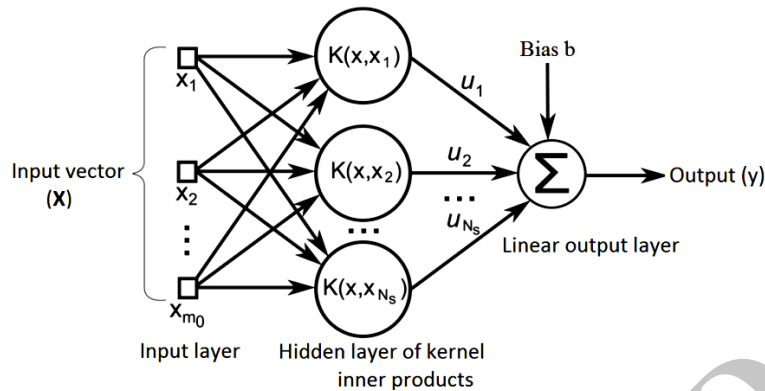 Bias b
x1
K(x,x1)
u1
Input vector
(X)
x2
K(x,x2)
u2
Σ
Output (y)
...
⋮
...
uNs
Linear output layer
xm0
K(x,xNs)
Input layer
Hidden layer of kernel
inner products